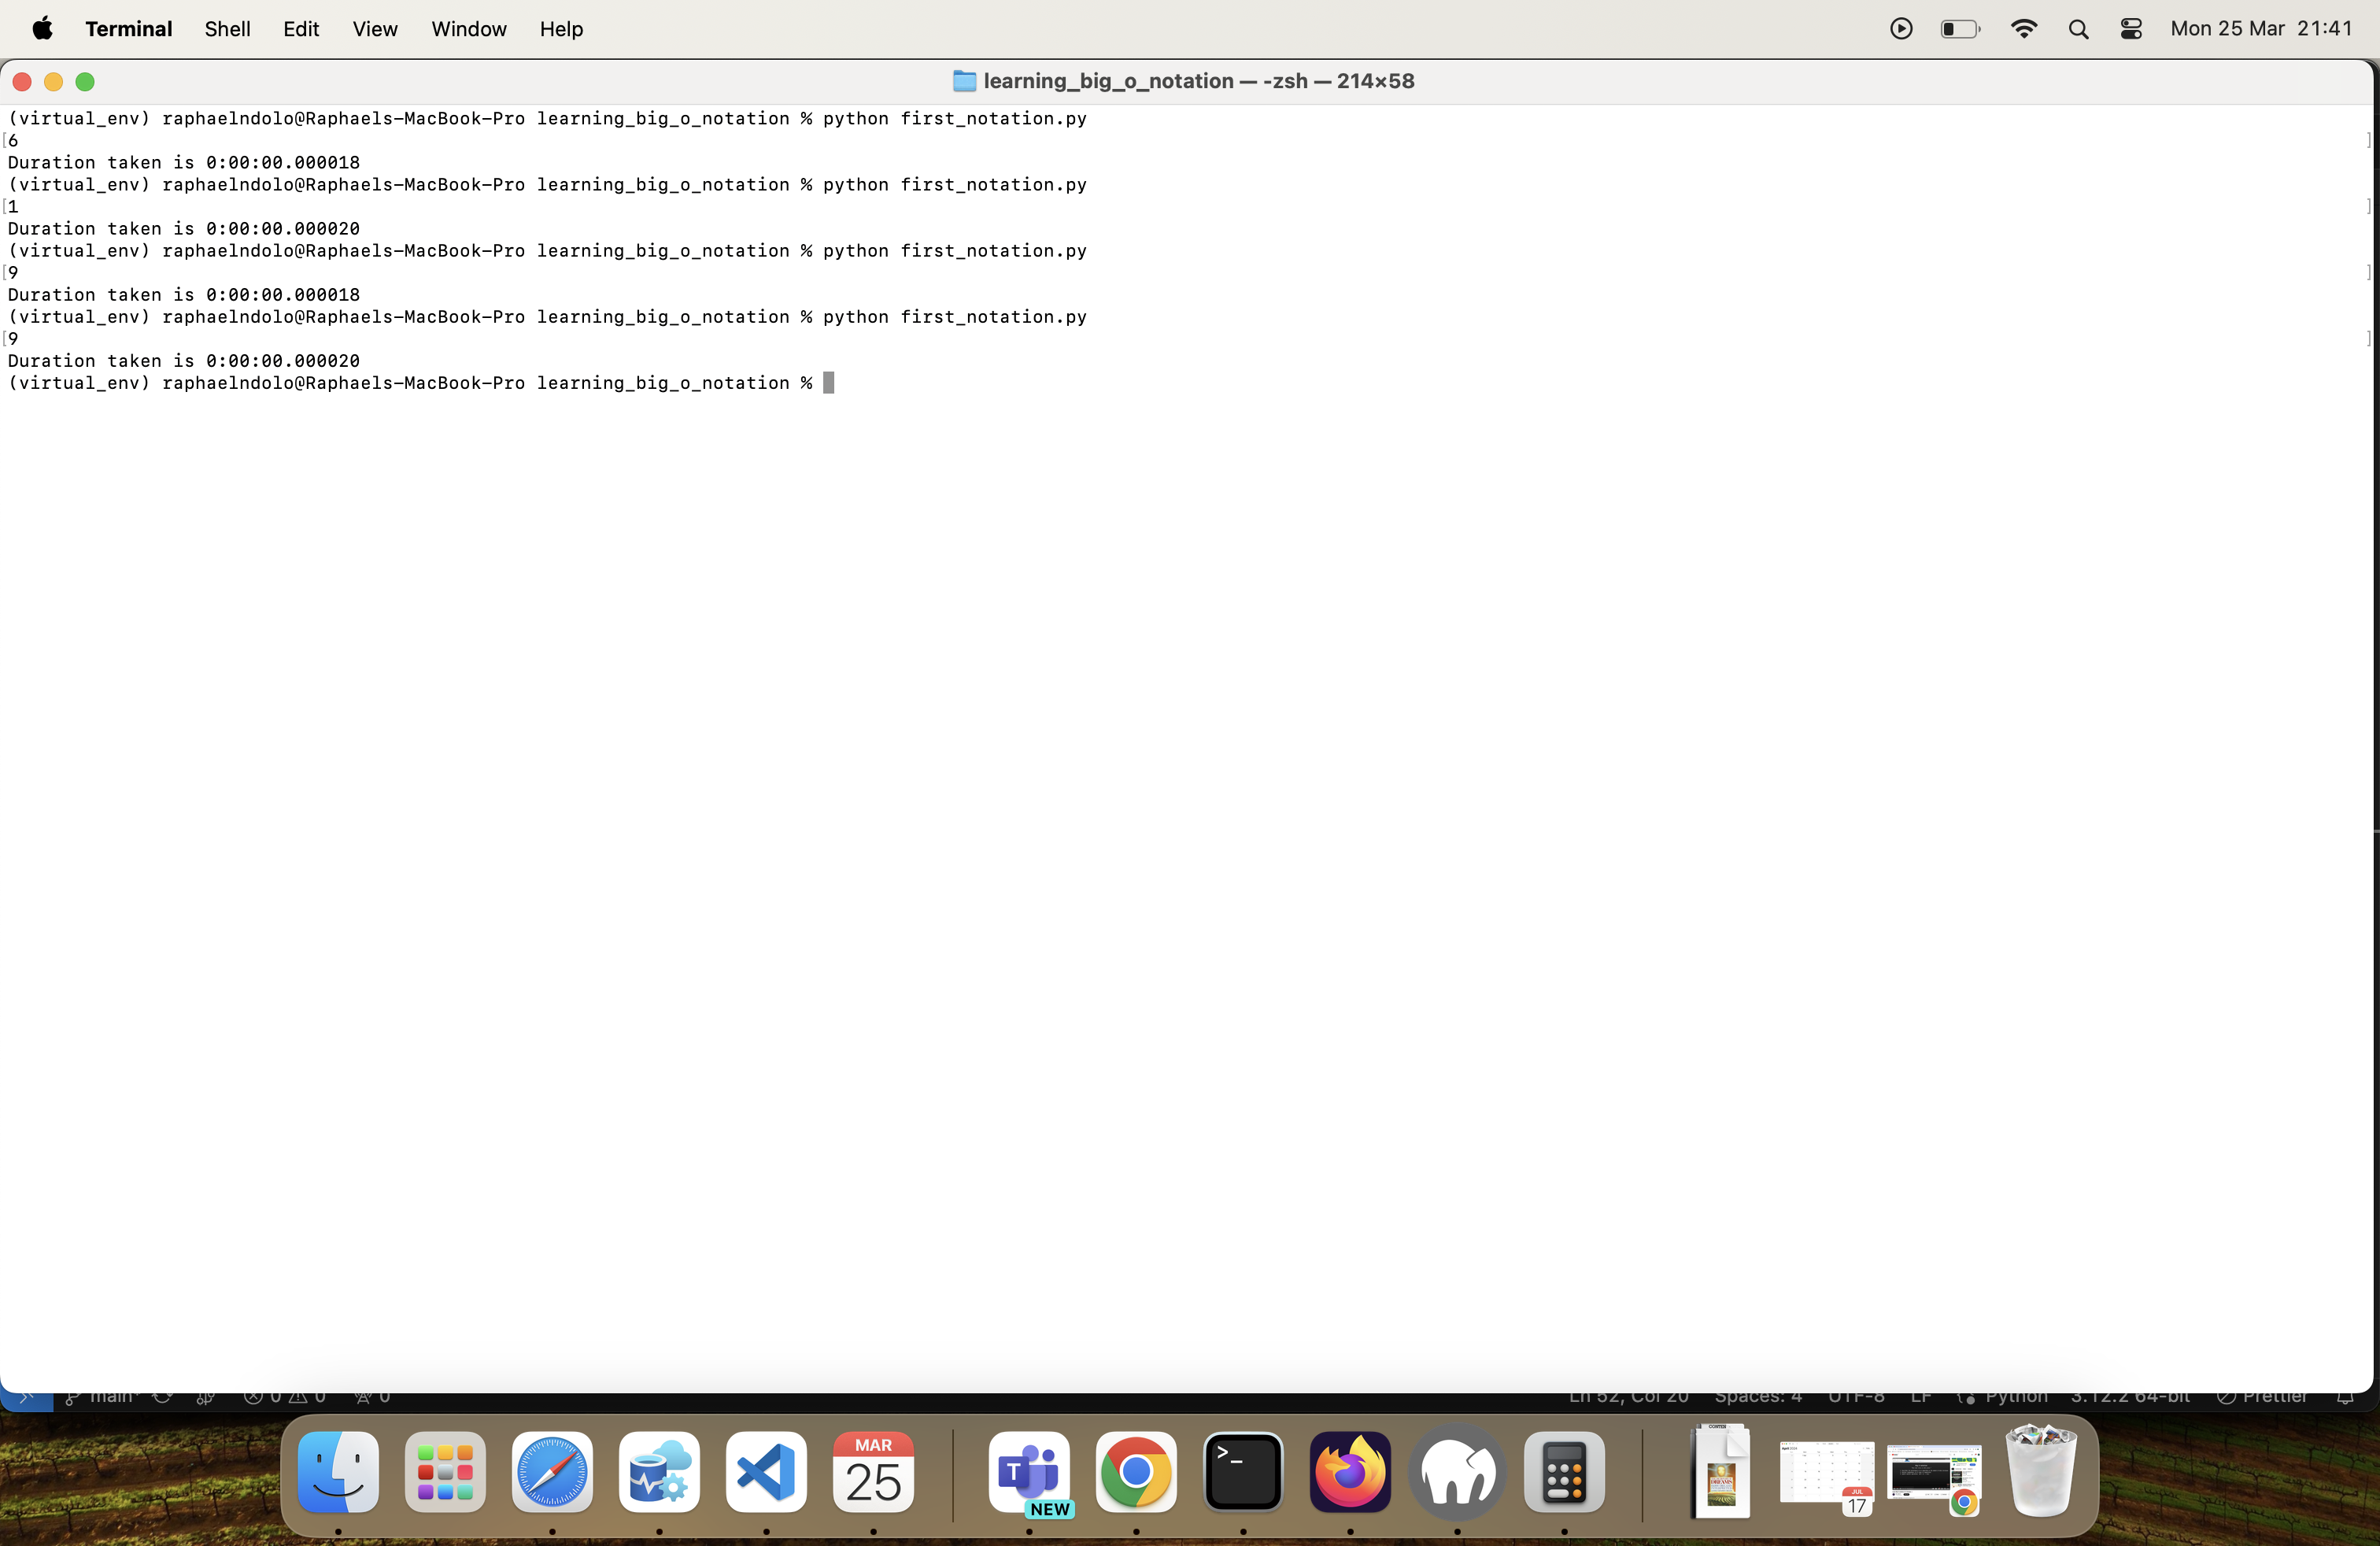 Terminal Shell Edit View Window Help Mon 25 Mar 21:41
learning_big_o_notation — -zsh — 214×58
(virtual_env) raphaelndolo@Raphaels-MacBook-Pro learning_big_o_notation % python first_notation.py
[6 ]
Duration taken is 0:00:00.000018
(virtual_env) raphaelndolo@Raphaels-MacBook-Pro learning_big_o_notation % python first_notation.py
[1 ]
Duration taken is 0:00:00.000020
(virtual_env) raphaelndolo@Raphaels-MacBook-Pro learning_big_o_notation % python first_notation.py
[9 ]
Duration taken is 0:00:00.000018
(virtual_env) raphaelndolo@Raphaels-MacBook-Pro learning_big_o_notation % python first_notation.py
[9 ]
Duration taken is 0:00:00.000020
(virtual_env) raphaelndolo@Raphaels-MacBook-Pro learning_big_o_notation %
main* 0 0 0 Ln 52, Col 20 Spaces: 4 UTF-8 LF Python 3.12.2 64-bit Prettier
MAR
25
T
NEW
>_
JUL
17